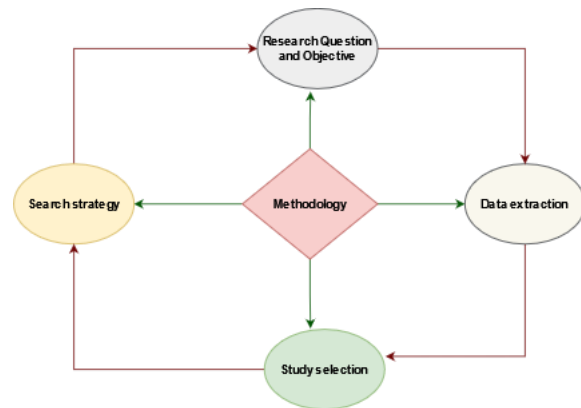 Research Question
and Objective
Search strategy
Methodology
Data extraction
Study selection